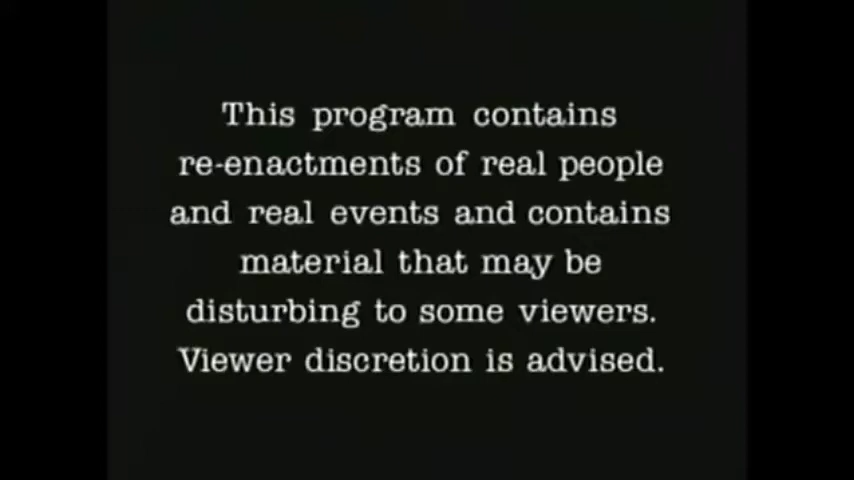 This program contains
re-enactments of real people
and real events and contains
material that may be
disturbing to some viewers.
Viewer discretion is advised.